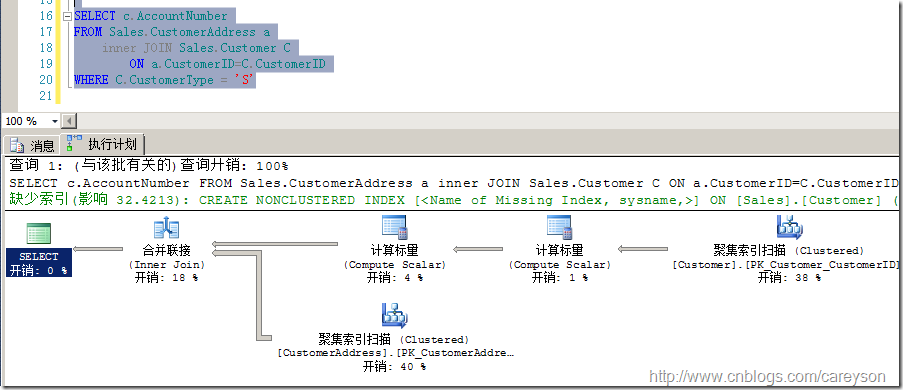 15
16 SELECT c.AccountNumber
17 FROM Sales.CustomerAddress a
18 inner JOIN Sales.Customer C
19 ON a.CustomerID=C.CustomerID
20 WHERE C.CustomerType = 'S'
21
100 %
消息 执行计划
查询 1: (与该批有关的)查询开销: 100%
SELECT c.AccountNumber FROM Sales.CustomerAddress a inner JOIN Sales.Customer C ON a.CustomerID=C.CustomerID
缺少索引(影响 32.4213): CREATE NONCLUSTERED INDEX [<Name of Missing Index, sysname,>] ON [Sales].[Customer] (
SELECT
开销: 0 %
合并联接
(Inner Join)
开销: 18 %
计算标量
(Compute Scalar)
开销: 4 %
计算标量
(Compute Scalar)
开销: 1 %
聚集索引扫描 (Clustered)
[Customer].[PK_Customer_CustomerID]
开销: 38 %
聚集索引扫描 (Clustered)
[CustomerAddress].[PK_CustomerAddre…
开销: 40 %
http://www.cnblogs.com/careyson